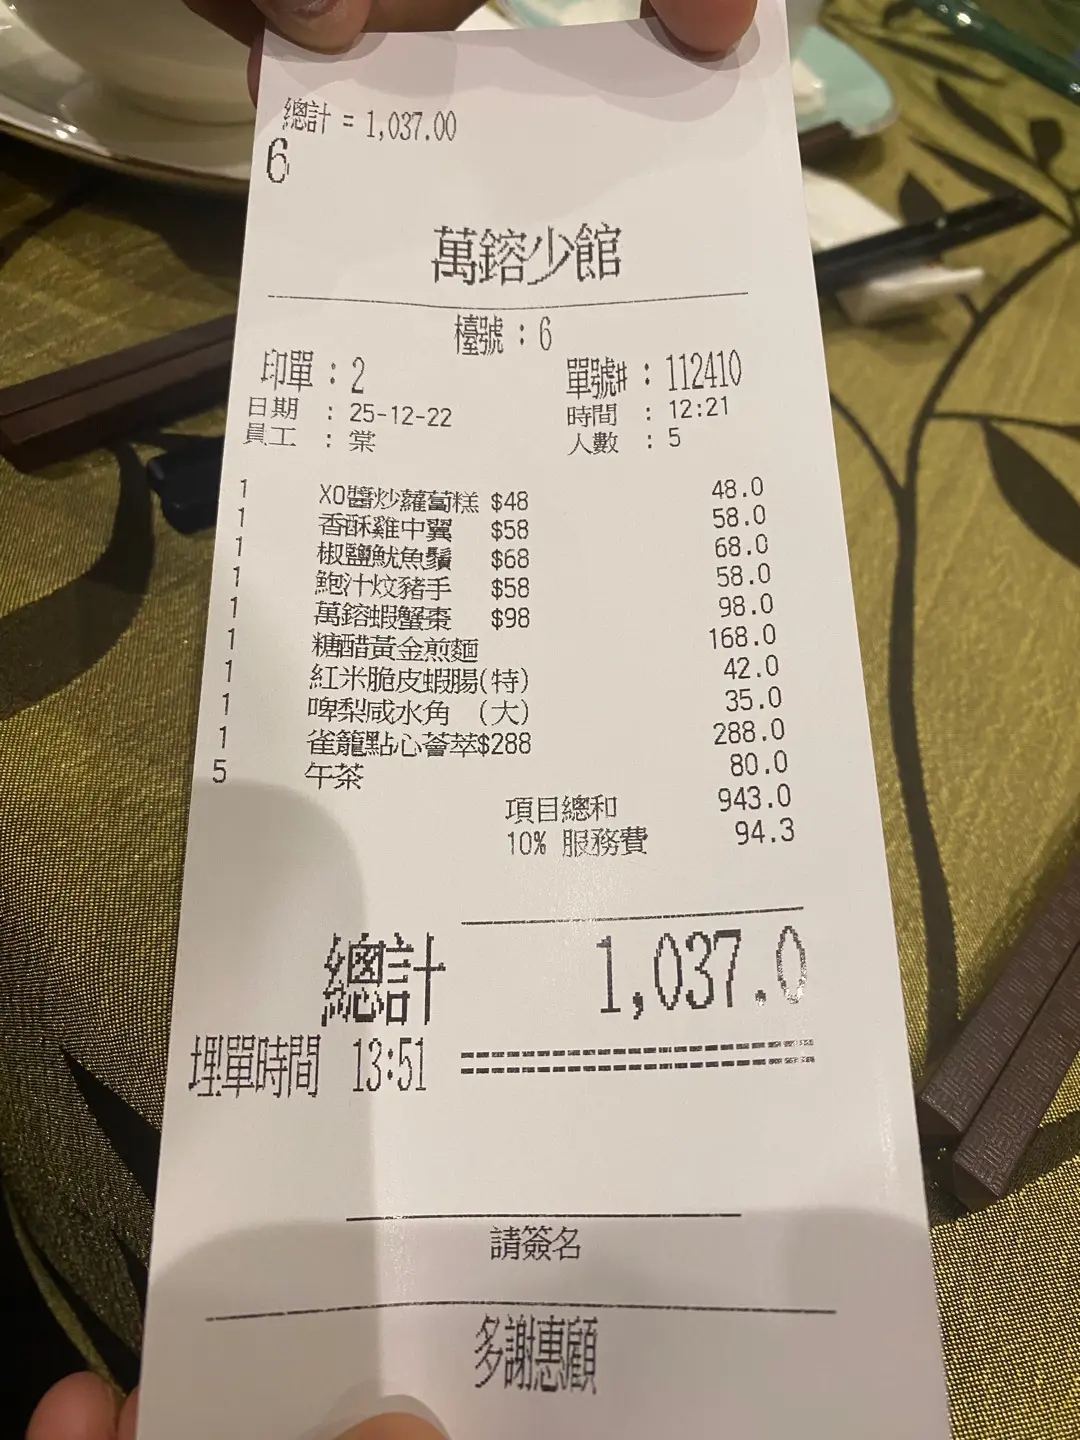 總計 = 1,037.00
6
萬鎔少館
檯號 : 6
印單 : 2 單號# : 112410
日期 : 25-12-22 時間 : 12:21
員工 : 棠 人數 : 5
1 XO醬炒蘿蔔糕 $48 48.0
1 香酥雞中翼 $58 58.0
1 椒鹽魷魚鬚 $68 68.0
1 鮑汁炆豬手 $58 58.0
1 萬鎔蝦蟹棗 $98 98.0
1 糖醋黃金煎麵 168.0
1 紅米脆皮蝦腸(特) 42.0
1 啤梨咸水角 (大) 35.0
1 雀籠點心薈萃$288 288.0
5 午茶 80.0
項目總和 943.0
10% 服務費 94.3
總計 1,037.0
埋單時間 13:51 ====================
請簽名
多謝惠顧